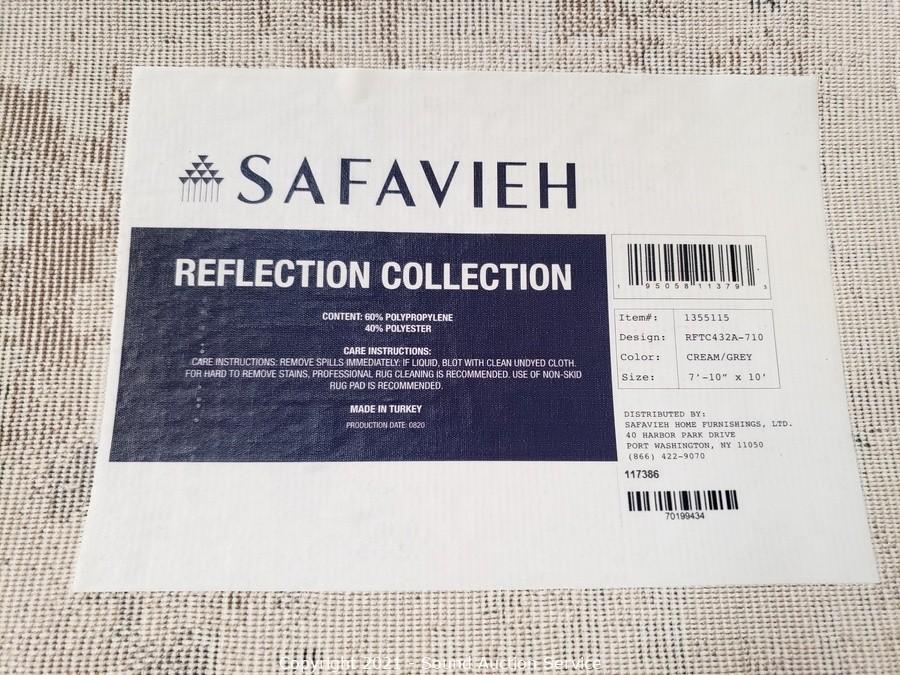 SAFAVIEH
REFLECTION COLLECTION
CONTENT: 60% POLYPROPYLENE
40% POLYESTER
CARE INSTRUCTIONS:
CARE INSTRUCTIONS: REMOVE SPILLS IMMEDIATELY: IF LIQUID, BLOT WITH CLEAN UNDYED CLOTH.
FOR HARD TO REMOVE STAINS, PROFESSIONAL RUG CLEANING IS RECOMMENDED. USE OF NON-SKID
RUG PAD IS RECOMMENDED.
MADE IN TURKEY
PRODUCTION DATE: 0820
1 95058 11379 3
Item#: 1355115
Design: RFTC432A-710
Color: CREAM/GREY
Size: 7'-10" x 10'
DISTRIBUTED BY:
SAFAVIEH HOME FURNISHINGS, LTD.
40 HARBOR PARK DRIVE
PORT WASHINGTON, NY 11050
(866) 422-9070
117386
70199434
Copyright 2021 - Sound Auction Service